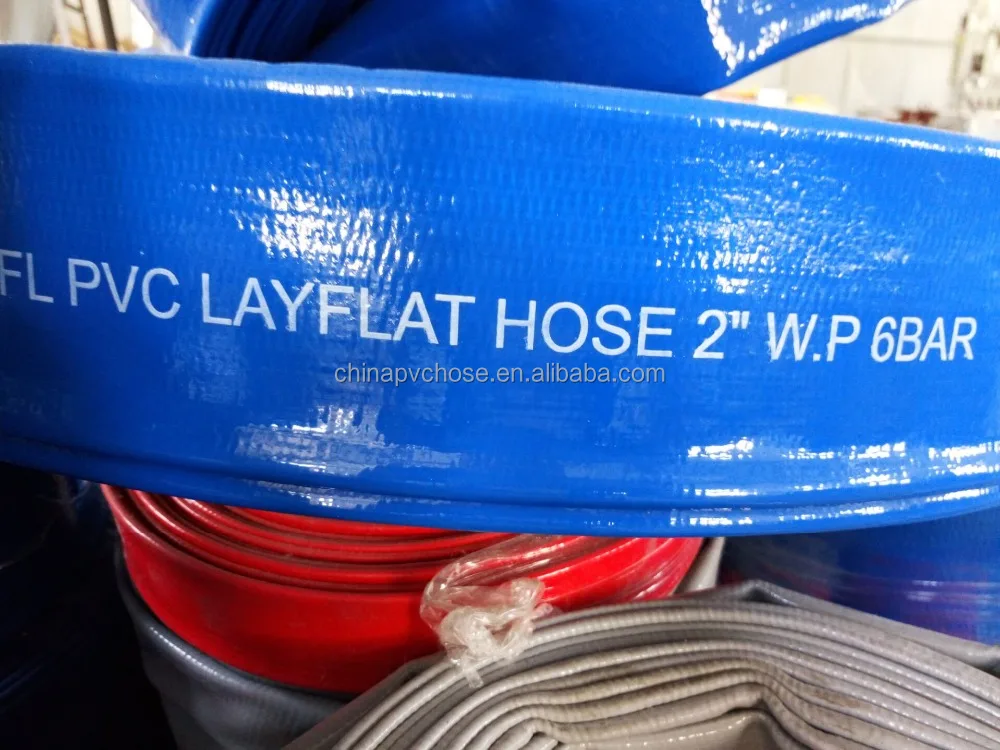 FL PVC LAYFLAT HOSE 2" W.P 6BAR
chinapvchose.en.alibaba.com